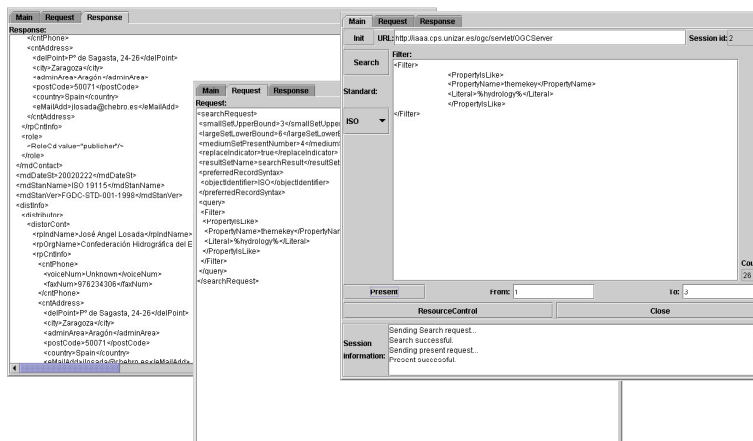 Main Request Response
Response:
</cntPhone>
<cntAddress>
<delPoint>Pº de Sagasta, 24-26</delPoint>
<city>Zaragoza</city>
<adminArea>Aragón</adminArea>
<postCode>50071</postCode>
<country>Spain</country>
<eMailAdd>jlosada@chebro.es</eMailAdd>
</cntAddress>
</rpCntInfo>
<role>
<RoleCd value="publisher"/>
</role>
</mdContact>
<mdDateSt>20020222</mdDateSt>
<mdStanName>ISO 19115</mdStanName>
<mdStanVer>FGDC-STD-001-1998</mdStanVer>
<distInfo>
<distributor>
<distorCont>
<rpIndName>José Angel Losada</rpIndName>
<rpOrgName>Confederación Hidrográfica del E
<rpCntInfo>
<cntPhone>
<voiceNum>Unknown</voiceNum>
<faxNum>976234306</faxNum>
</cntPhone>
<cntAddress>
<delPoint>Pº de Sagasta, 24-26</delPoint>
<city>Zaragoza</city>
<adminArea>Aragón</adminArea>
<postCode>50071</postCode>
<country>Spain</country>
<eMailAdd>jlosada@chebro.es</eMailAdd>
Main Request Response
Request:
<searchRequest>
<smallSetUpperBound>3</smallSetUppe
<largeSetLowerBound>6</largeSetLowerB
<mediumSetPresentNumber>4</medium
<replaceIndicator>true</replaceIndicator>
<resultSetName>searchResult</resultSet
<preferredRecordSyntax>
<objectIdentifier>ISO</objectIdentifier>
</preferredRecordSyntax>
<query>
<Filter>
<PropertyIsLike>
<PropertyName>themekey</PropertyNar
<Literal>%hydrology%</Literal>
</PropertyIsLike>
</Filter>
</query>
</searchRequest>
Main Request Response
Init URL: http://iaaa.cps.unizar.es/ogc/servlet/OGCServer Session id: 2
Search Filter:
<Filter>
<PropertyIsLike>
<PropertyName>themekey</PropertyName>
<Literal>%hydrology%</Literal>
</PropertyIsLike>
</Filter>
Standard:
ISO
Cou
26
Present From: 1 To: 3
ResourceControl Close
Session information:
Sending Search request...
Search successful.
Sending present request...
Present successful.